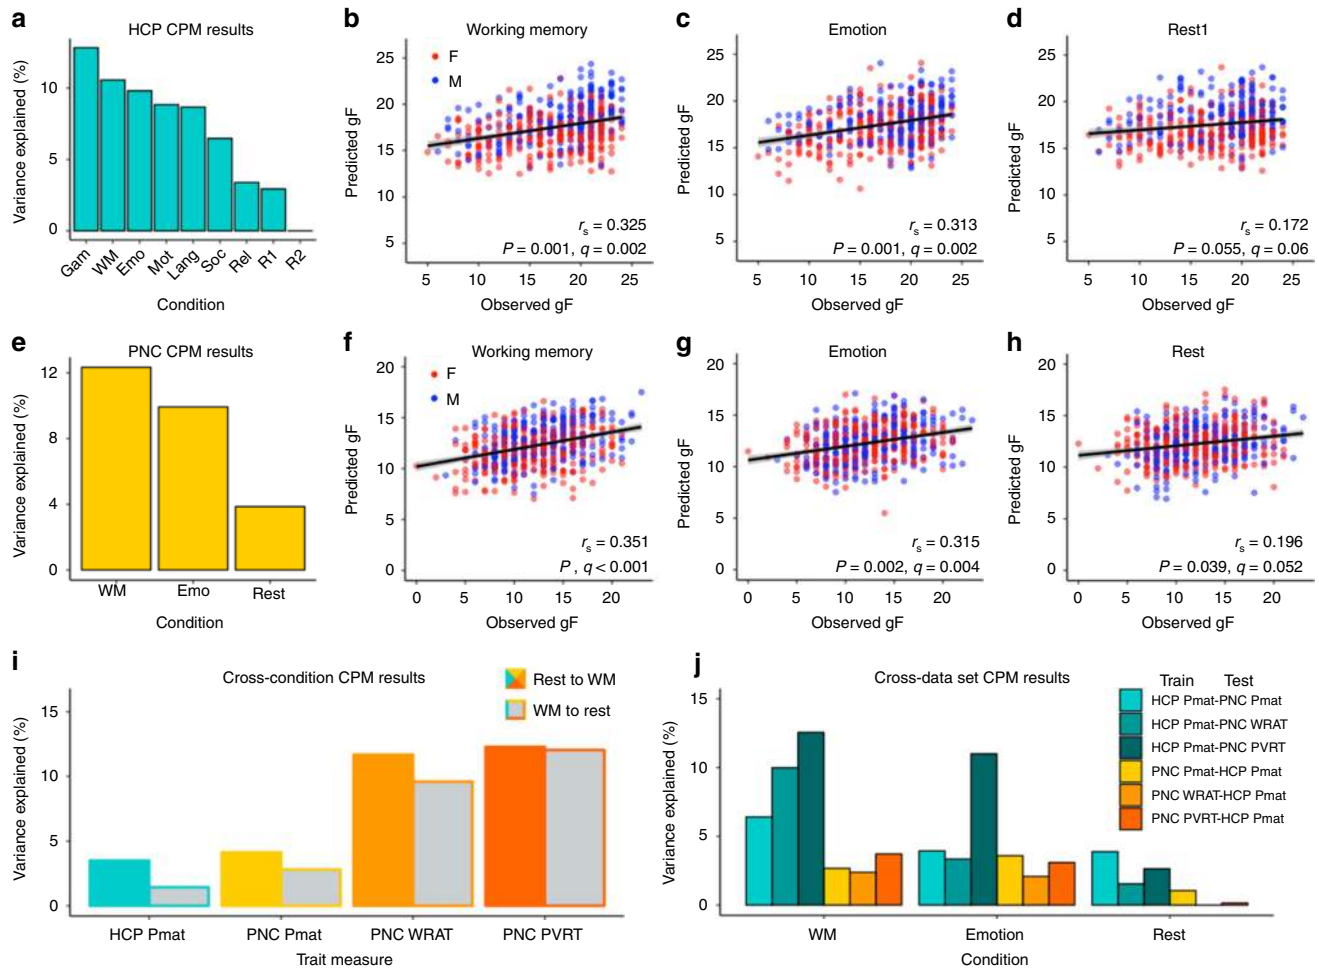 a
HCP CPM results
Variance explained (%)
10
5
0
Gam
WM
Emo
Mot
Lang
Soc
Rel
R1
R2
Condition
b
Working memory
F
M
Predicted gF
25
20
15
10
5
rs = 0.325
P = 0.001, q = 0.002
5 10 15 20 25
Observed gF
c
Emotion
Predicted gF
25
20
15
10
5
rs = 0.313
P = 0.001, q = 0.002
5 10 15 20 25
Observed gF
d
Rest1
Predicted gF
25
20
15
10
5
rs = 0.172
P = 0.055, q = 0.06
5 10 15 20 25
Observed gF
e
PNC CPM results
Variance explained (%)
12
8
4
0
WM Emo Rest
Condition
f
Working memory
F
M
Predicted gF
20
15
10
5
0
rs = 0.351
P , q < 0.001
0 5 10 15 20
Observed gF
g
Emotion
Predicted gF
20
15
10
5
0
rs = 0.315
P = 0.002, q = 0.004
0 5 10 15 20
Observed gF
h
Rest
Predicted gF
20
15
10
5
0
rs = 0.196
P = 0.039, q = 0.052
0 5 10 15 20
Observed gF
i
Cross-condition CPM results
Rest to WM
WM to rest
Variance explained (%)
15
10
5
0
HCP Pmat PNC Pmat PNC WRAT PNC PVRT
Trait measure
j
Cross-data set CPM results
Train Test
HCP Pmat-PNC Pmat
HCP Pmat-PNC WRAT
HCP Pmat-PNC PVRT
PNC Pmat-HCP Pmat
PNC WRAT-HCP Pmat
PNC PVRT-HCP Pmat
Variance explained (%)
15
10
5
0
WM Emotion Rest
Condition